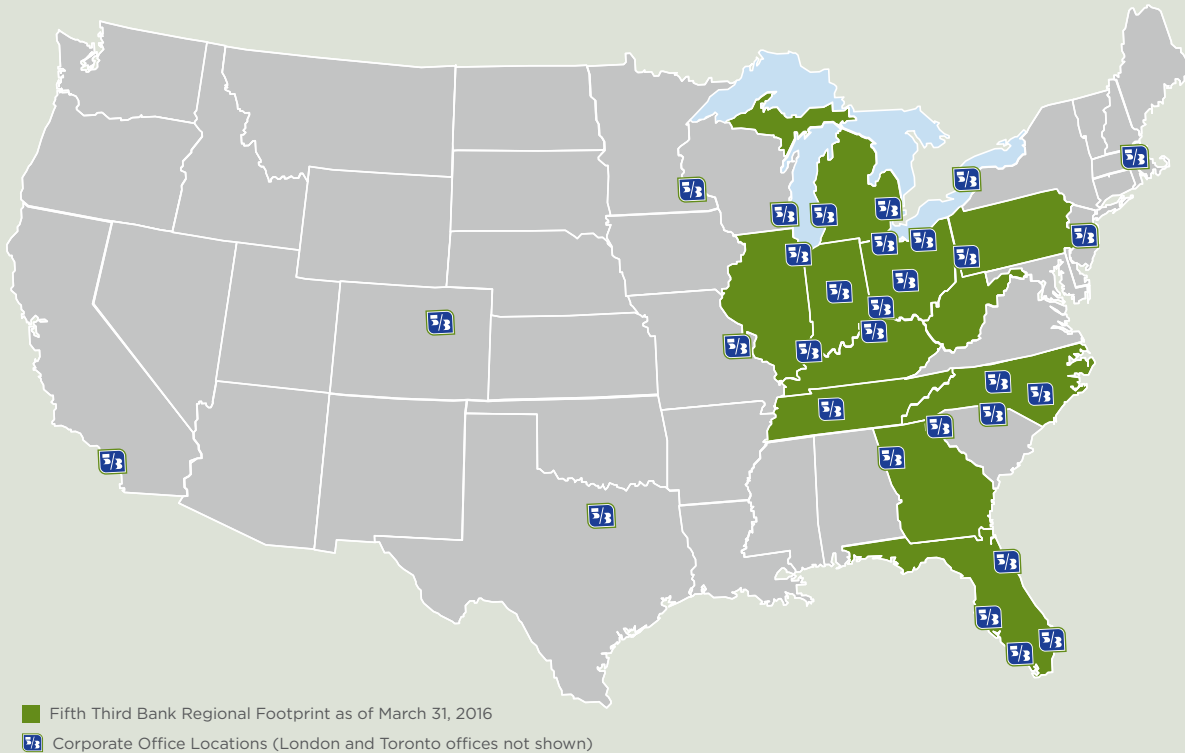 Fifth Third Bank Regional Footprint as of March 31, 2016
Corporate Office Locations (London and Toronto offices not shown)